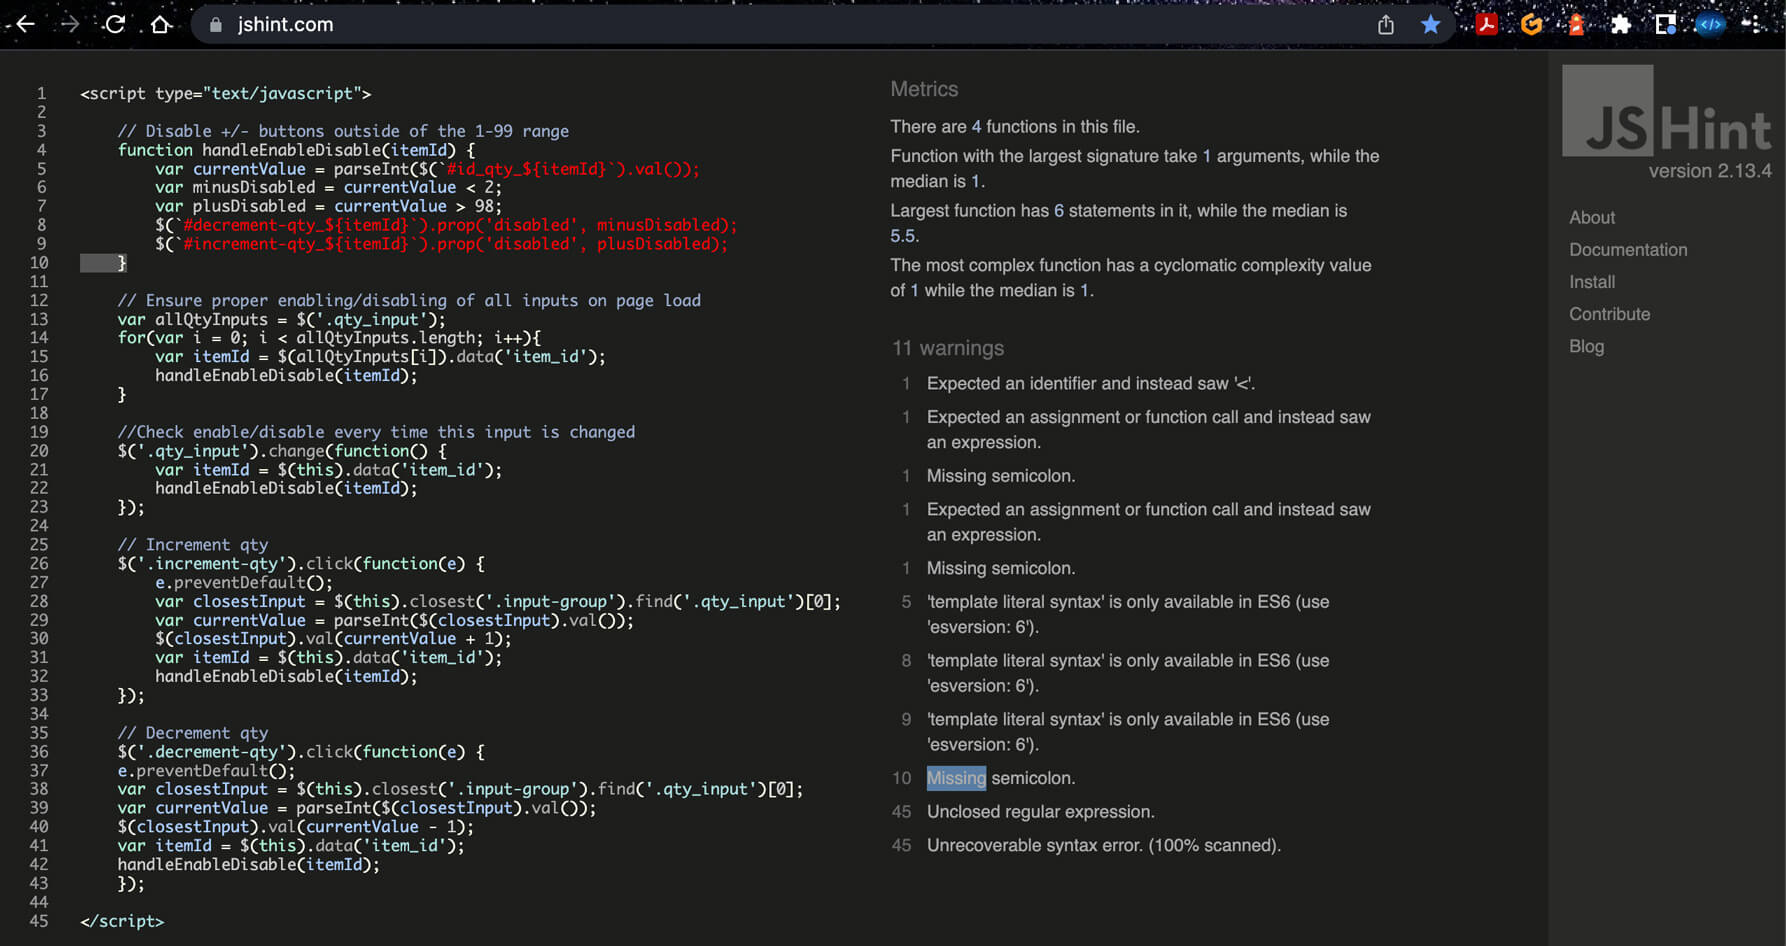 jshint.com
1 <script type="text/javascript">
2
3 // Disable +/- buttons outside of the 1-99 range
4 function handleEnableDisable(itemId) {
5 var currentValue = parseInt($(`#id_qty_${itemId}`).val());
6 var minusDisabled = currentValue < 2;
7 var plusDisabled = currentValue > 98;
8 $(`#decrement-qty_${itemId}`).prop('disabled', minusDisabled);
9 $(`#increment-qty_${itemId}`).prop('disabled', plusDisabled);
10 }
11
12 // Ensure proper enabling/disabling of all inputs on page load
13 var allQtyInputs = $('.qty_input');
14 for(var i = 0; i < allQtyInputs.length; i++){
15 var itemId = $(allQtyInputs[i]).data('item_id');
16 handleEnableDisable(itemId);
17 }
18
19 //Check enable/disable every time this input is changed
20 $('.qty_input').change(function() {
21 var itemId = $(this).data('item_id');
22 handleEnableDisable(itemId);
23 });
24
25 // Increment qty
26 $('.increment-qty').click(function(e) {
27 e.preventDefault();
28 var closestInput = $(this).closest('.input-group').find('.qty_input')[0];
29 var currentValue = parseInt($(closestInput).val());
30 $(closestInput).val(currentValue + 1);
31 var itemId = $(this).data('item_id');
32 handleEnableDisable(itemId);
33 });
34
35 // Decrement qty
36 $('.decrement-qty').click(function(e) {
37 e.preventDefault();
38 var closestInput = $(this).closest('.input-group').find('.qty_input')[0];
39 var currentValue = parseInt($(closestInput).val());
40 $(closestInput).val(currentValue - 1);
41 var itemId = $(this).data('item_id');
42 handleEnableDisable(itemId);
43 });
44
45 </script>
Metrics
There are 4 functions in this file.
Function with the largest signature take 1 arguments, while the
median is 1.
Largest function has 6 statements in it, while the median is
5.5.
The most complex function has a cyclomatic complexity value
of 1 while the median is 1.
11 warnings
1 Expected an identifier and instead saw '<'.
1 Expected an assignment or function call and instead saw
an expression.
1 Missing semicolon.
1 Expected an assignment or function call and instead saw
an expression.
1 Missing semicolon.
5 'template literal syntax' is only available in ES6 (use
'esversion: 6').
8 'template literal syntax' is only available in ES6 (use
'esversion: 6').
9 'template literal syntax' is only available in ES6 (use
'esversion: 6').
10 Missing semicolon.
45 Unclosed regular expression.
45 Unrecoverable syntax error. (100% scanned).
JSHint
version 2.13.4
About
Documentation
Install
Contribute
Blog